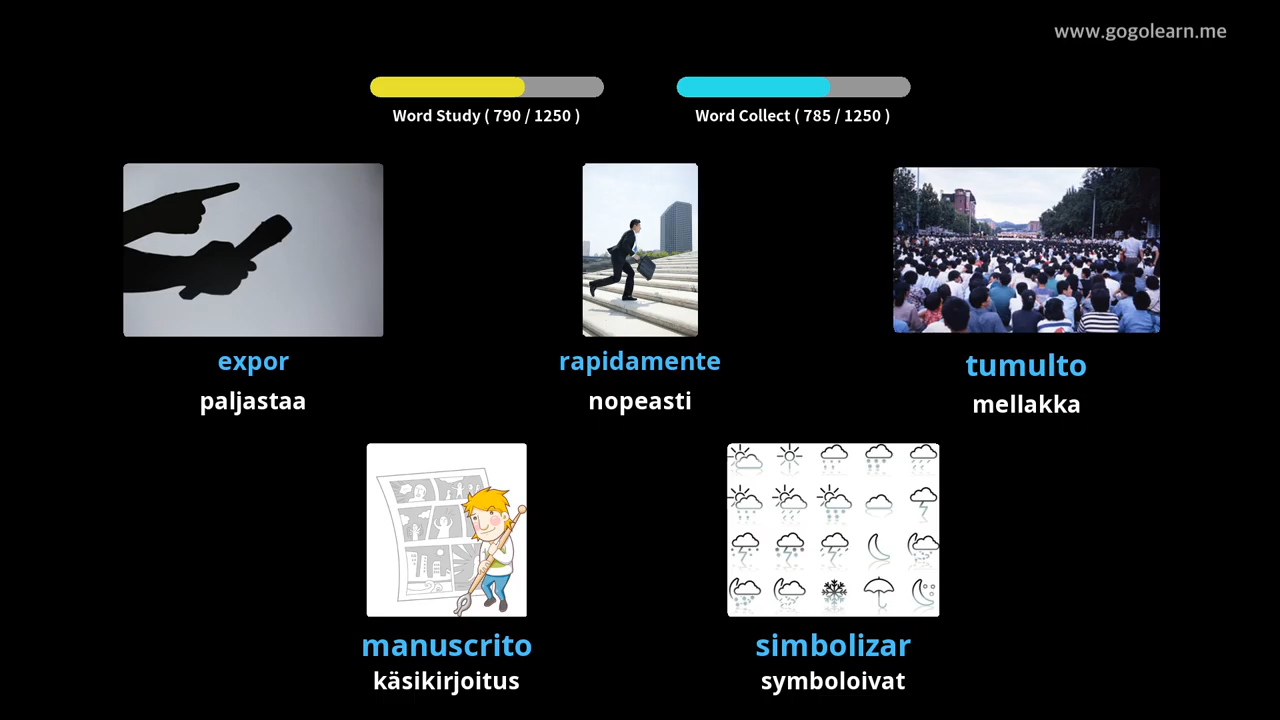 www.gogolearn.me
Word Study ( 790 / 1250 )
Word Collect ( 785 / 1250 )
expor
paljastaa
rapidamente
nopeasti
tumulto
mellakka
manuscrito
käsikirjoitus
simbolizar
symboloivat